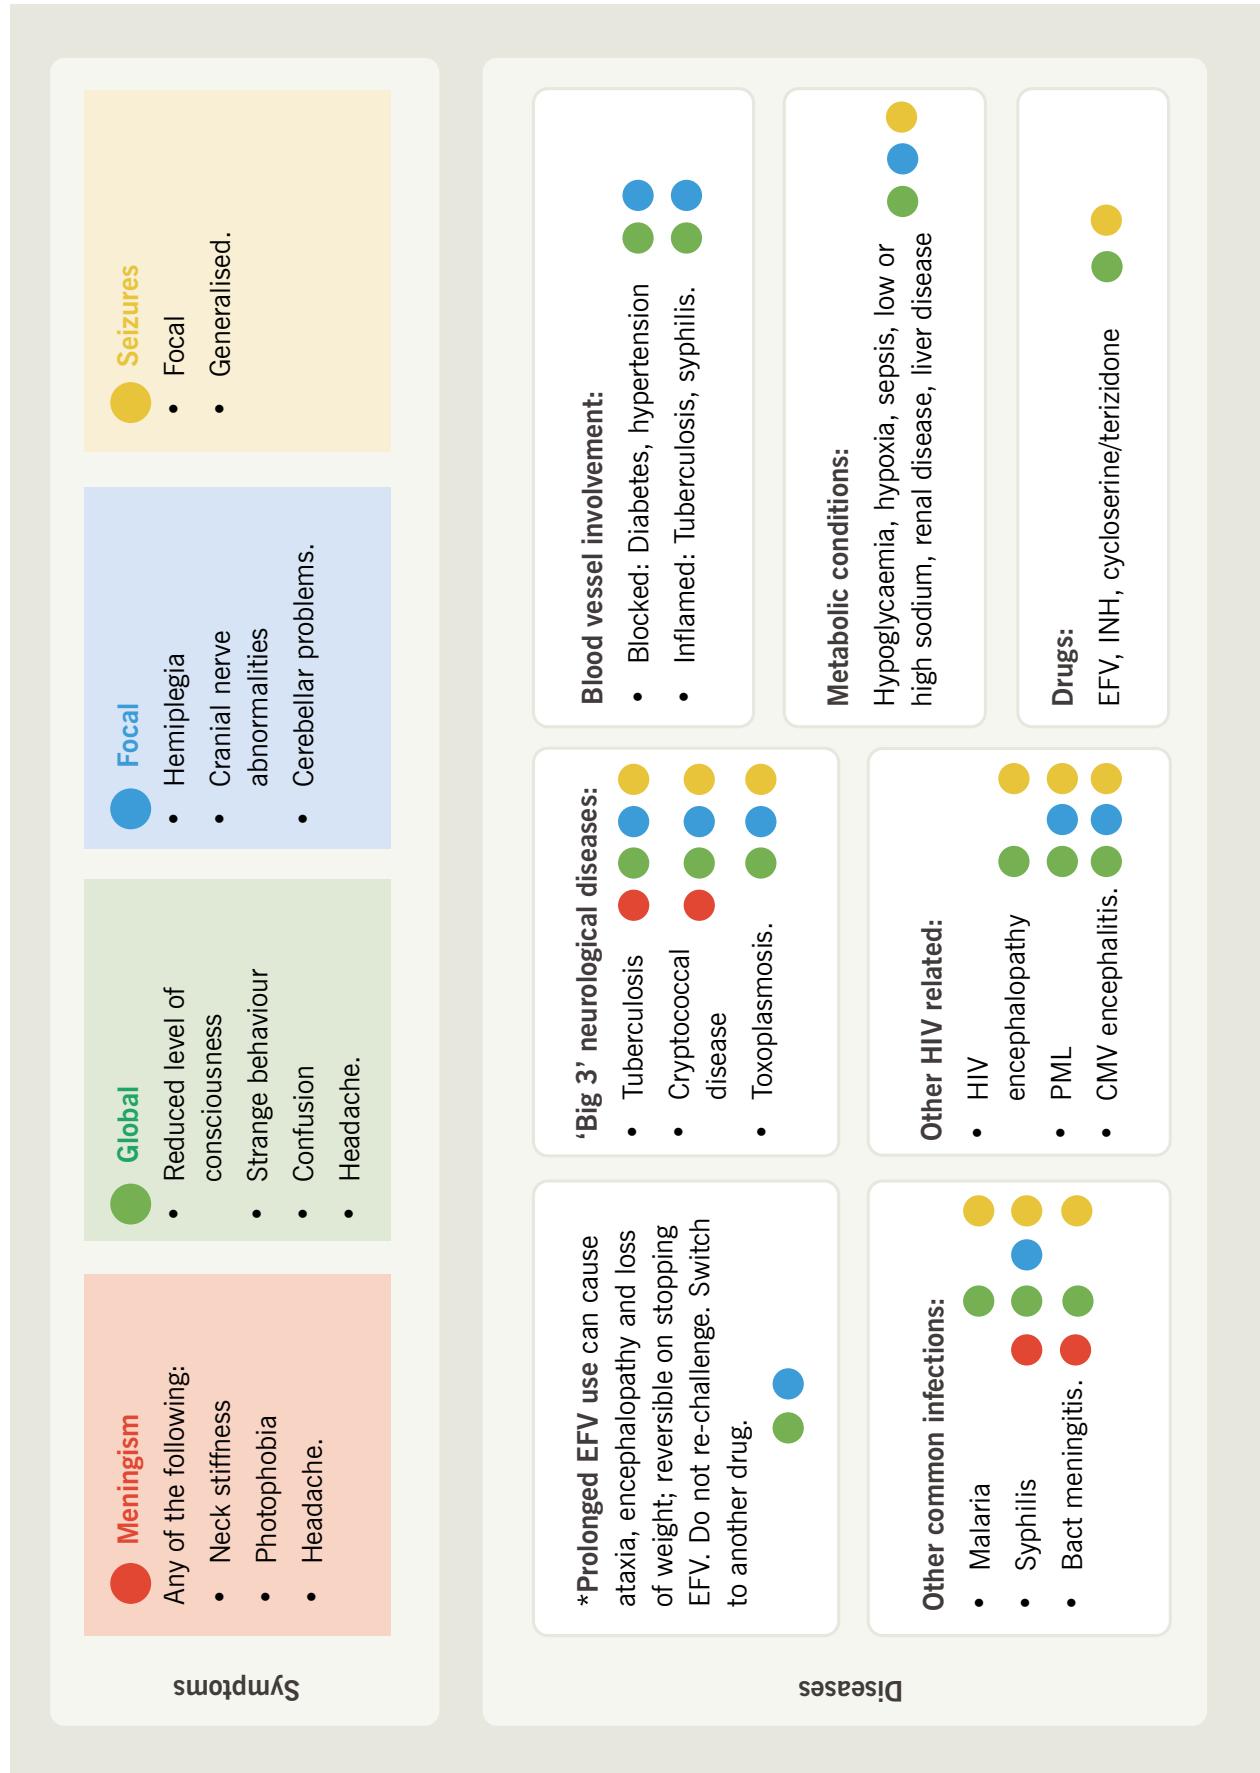 Symptoms
Meningism
Any of the following:
• Neck stiffness
• Photophobia
• Headache.
Global
• Reduced level of
consciousness
• Strange behaviour
• Confusion
• Headache.
Focal
• Hemiplegia
• Cranial nerve
abnormalities
• Cerebellar problems.
Seizures
• Focal
• Generalised.
Diseases
*Prolonged EFV use can cause
ataxia, encephalopathy and loss
of weight; reversible on stopping
EFV. Do not re-challenge. Switch
to another drug.
‘Big 3’ neurological diseases:
• Tuberculosis
• Cryptococcal
disease
• Toxoplasmosis.
Blood vessel involvement:
• Blocked: Diabetes, hypertension
• Inflamed: Tuberculosis, syphilis.
Metabolic conditions:
Hypoglycaemia, hypoxia, sepsis, low or
high sodium, renal disease, liver disease
Other common infections:
• Malaria
• Syphilis
• Bact meningitis.
Other HIV related:
• HIV
encephalopathy
• PML
• CMV encephalitis.
Drugs:
EFV, INH, cycloserine/terizidone